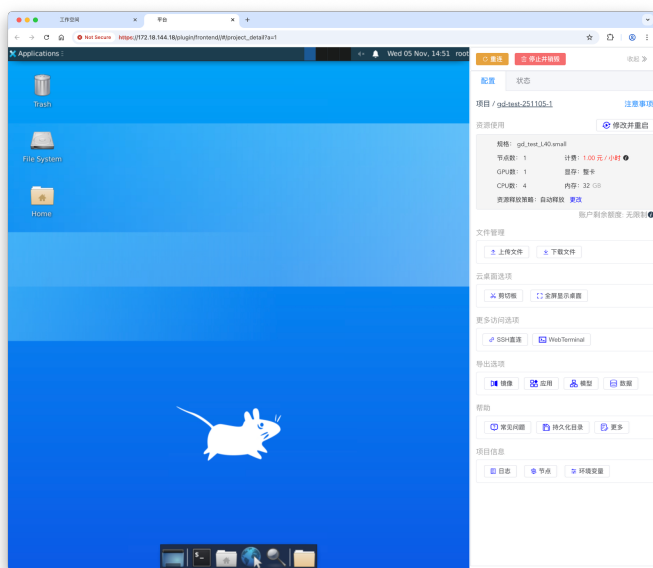 工作空间
平台
Not Secure https://172.18.144.18/plugin/frontend//#/project_detail?a=1
Applications
Wed 05 Nov, 14:51 root
Trash
File System
Home
重连
停止并销毁
收起
配置
状态
项目 / gd-test-251105-1
注意事项
资源使用
修改并重启
规格: gd_test_L40.small
节点数: 1
计费: 1.00 元 / 小时
GPU数: 1
显存: 整卡
CPU数: 4
内存: 32 GB
资源释放策略: 自动释放 更改
账户剩余额度: 无限制
文件管理
上传文件
下载文件
云桌面选项
剪切板
全屏显示桌面
更多访问选项
SSH直连
WebTerminal
导出选项
镜像
应用
模型
数据
帮助
常见问题
持久化目录
更多
项目信息
日志
节点
环境变量